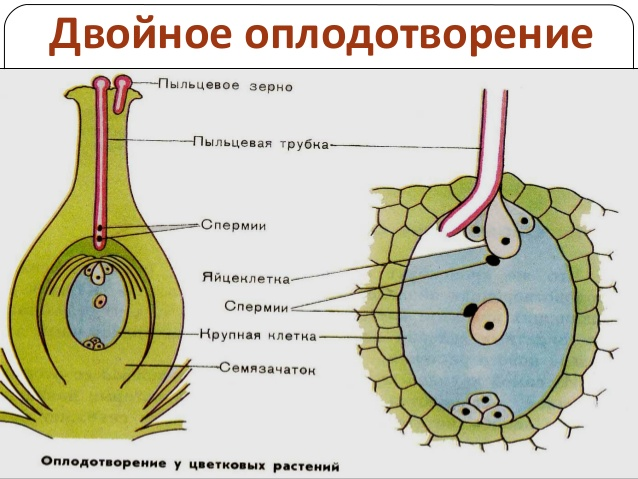 Двойное оплодотворение
Пыльцевое зерно
Пыльцевая трубка
Спермии
Яйцеклетка
Спермии
Крупная клетка
Семязачаток
Оплодотворение у цветковых растений